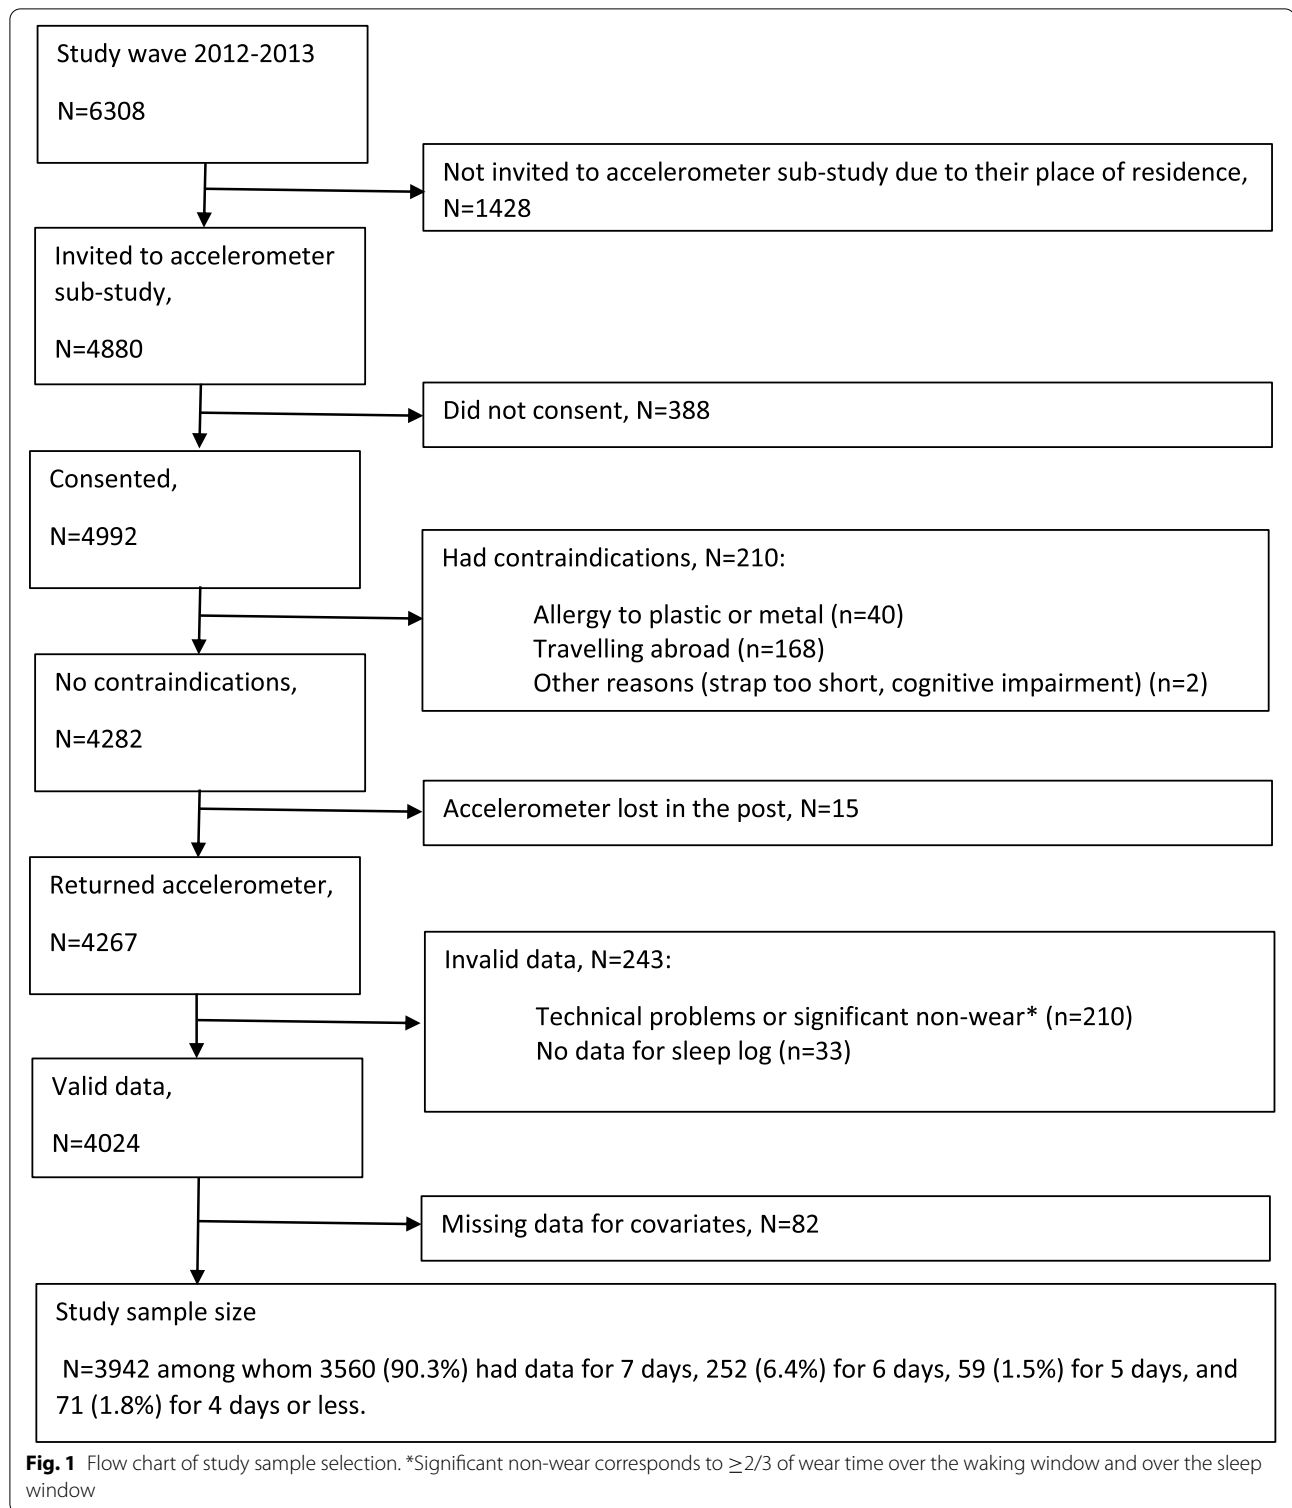 Study wave 2012-2013
N=6308
Not invited to accelerometer sub-study due to their place of residence,
N=1428
Invited to accelerometer
sub-study,
N=4880
Did not consent, N=388
Consented,
N=4992
Had contraindications, N=210:
Allergy to plastic or metal (n=40)
Travelling abroad (n=168)
Other reasons (strap too short, cognitive impairment) (n=2)
No contraindications,
N=4282
Accelerometer lost in the post, N=15
Returned accelerometer,
N=4267
Invalid data, N=243:
Technical problems or significant non-wear* (n=210)
No data for sleep log (n=33)
Valid data,
N=4024
Missing data for covariates, N=82
Study sample size
N=3942 among whom 3560 (90.3%) had data for 7 days, 252 (6.4%) for 6 days, 59 (1.5%) for 5 days, and
71 (1.8%) for 4 days or less.
Fig. 1 Flow chart of study sample selection. *Significant non-wear corresponds to ≥2/3 of wear time over the waking window and over the sleep
window